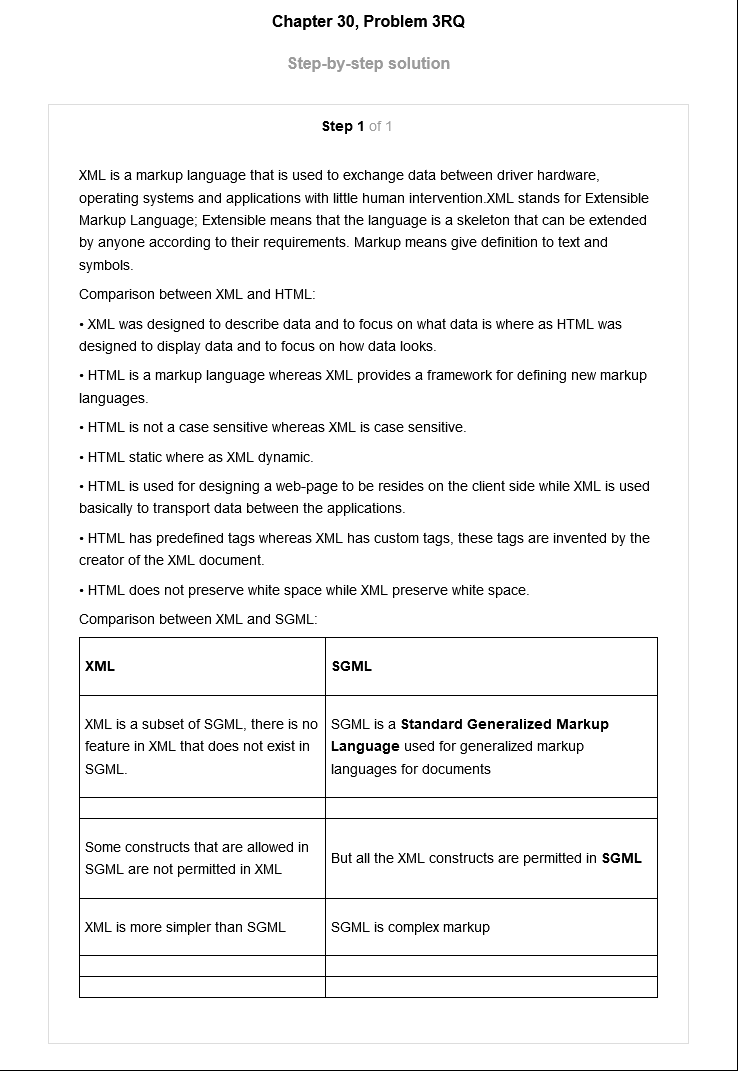 Chapter 30, Problem 3RQ
Step-by-step solution
Step 1 of 1
XML is a markup language that is used to exchange data between driver hardware,
operating systems and applications with little human intervention.XML stands for Extensible
Markup Language; Extensible means that the language is a skeleton that can be extended
by anyone according to their requirements. Markup means give definition to text and
symbols.
Comparison between XML and HTML:
• XML was designed to describe data and to focus on what data is where as HTML was
designed to display data and to focus on how data looks.
• HTML is a markup language whereas XML provides a framework for defining new markup
languages.
• HTML is not a case sensitive whereas XML is case sensitive.
• HTML static where as XML dynamic.
• HTML is used for designing a web-page to be resides on the client side while XML is used
basically to transport data between the applications.
• HTML has predefined tags whereas XML has custom tags, these tags are invented by the
creator of the XML document.
• HTML does not preserve white space while XML preserve white space.
Comparison between XML and SGML:
XML
SGML
XML is a subset of SGML, there is no
feature in XML that does not exist in
SGML.
SGML is a Standard Generalized Markup
Language used for generalized markup
languages for documents
Some constructs that are allowed in
SGML are not permitted in XML
But all the XML constructs are permitted in SGML
XML is more simpler than SGML
SGML is complex markup